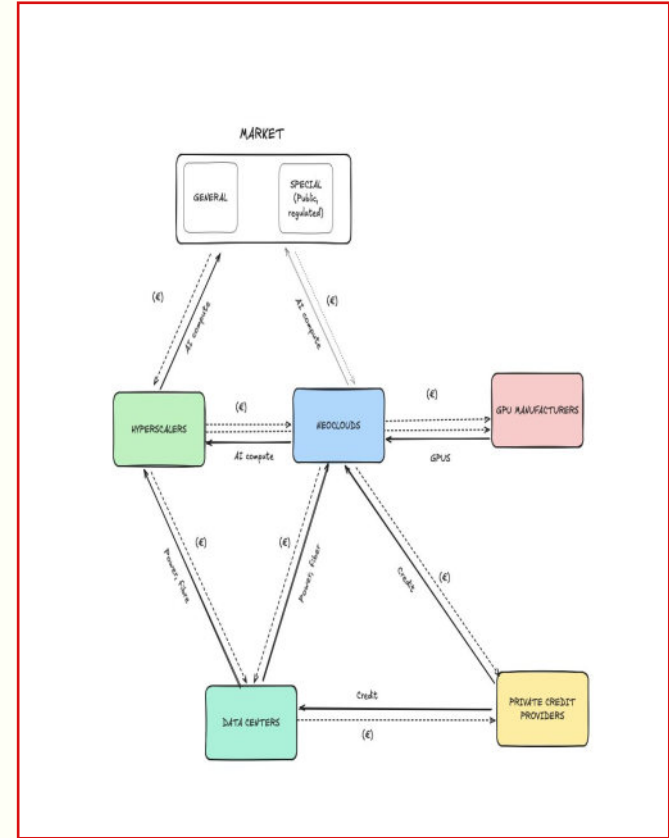 MARKET
GENERAL
SPECIAL
(Public,
regulated)
(€)
AI compute
(€)
AI compute
HYPERSCALERS
(€)
AI compute
NEOCLOUDS
(€)
GPUS
GPU MANUFACTURERS
(€)
Power, fibre
(€)
Power, fiber
(€)
Credit
DATA CENTERS
Credit
(€)
PRIVATE CREDIT
PROVIDERS